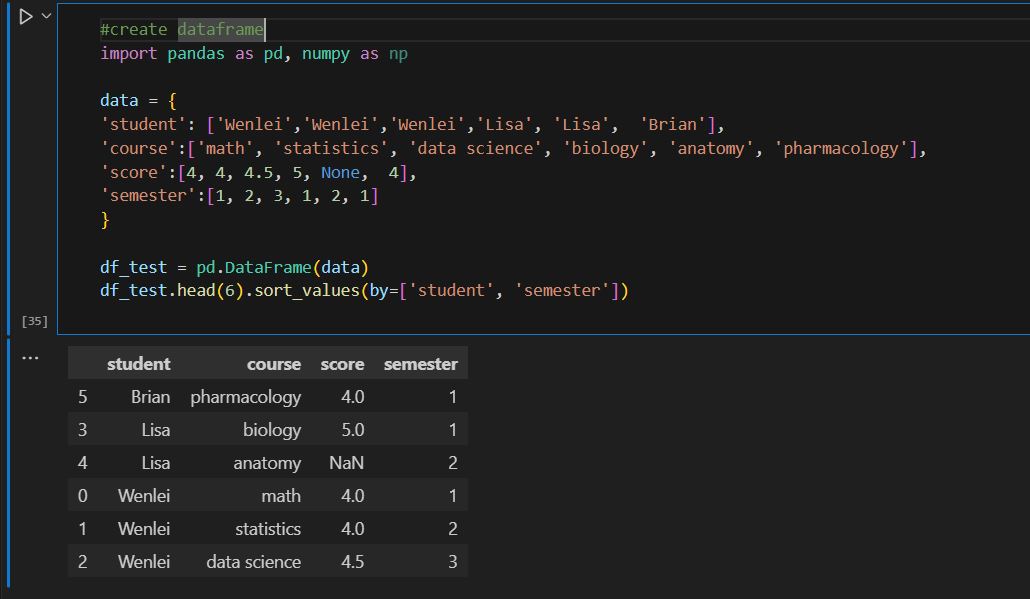 #create dataframe
import pandas as pd, numpy as np
data = {
'student': ['Wenlei','Wenlei','Wenlei','Lisa', 'Lisa',  'Brian'],
'course':['math', 'statistics', 'data science', 'biology', 'anatomy', 'pharmacology'],
'score':[4, 4, 4.5, 5, None,  4],
'semester':[1, 2, 3, 1, 2, 1]
}
df_test = pd.DataFrame(data)
df_test.head(6).sort_values(by=['student', 'semester'])
[35]
...
student course score semester
5 Brian pharmacology 4.0 1
3 Lisa biology 5.0 1
4 Lisa anatomy NaN 2
0 Wenlei math 4.0 1
1 Wenlei statistics 4.0 2
2 Wenlei data science 4.5 3